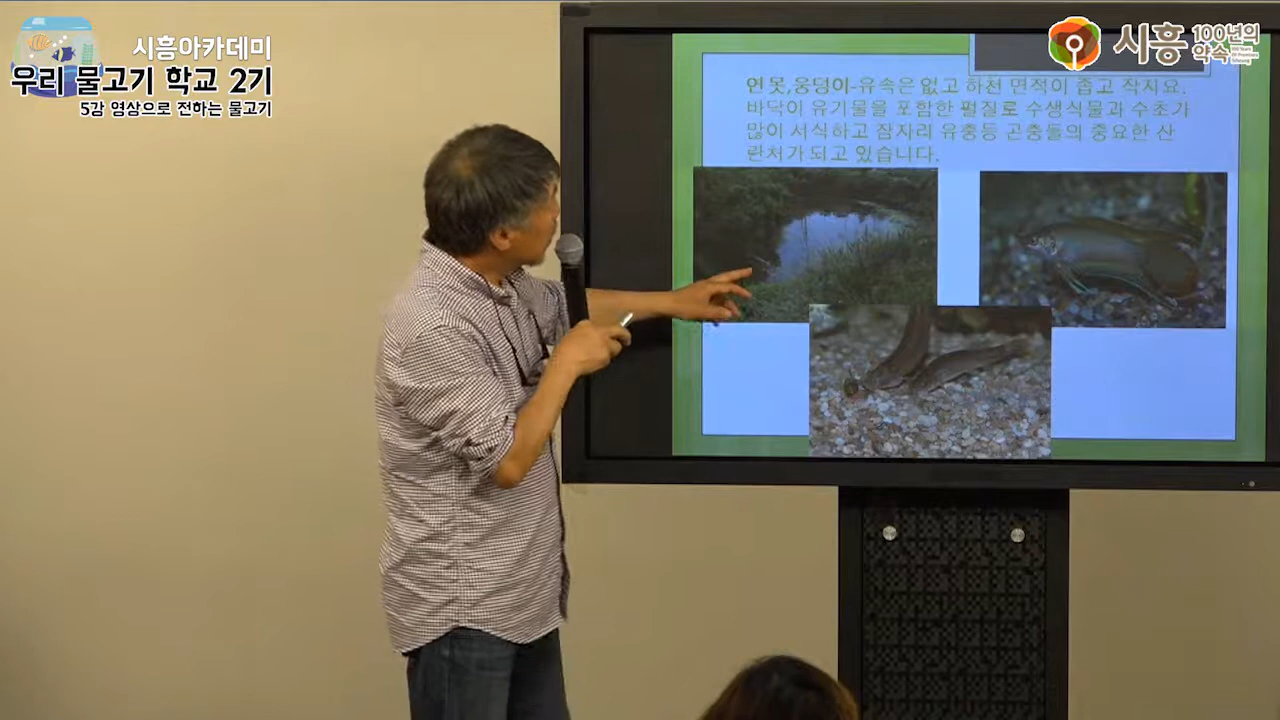 시흥아카데미
우리 물고기 학교 2기
5강 영상으로 전하는 물고기
시흥 100년의 약속
연못,웅덩이-유속은 없고 하천 면적이 좁고 작지요.
바닥이 유기물을 포함한 펄질로 수생식물과 수초가
많이 서식하고 잠자리 유충등 곤충들의 중요한 산
란처가 되고 있습니다.